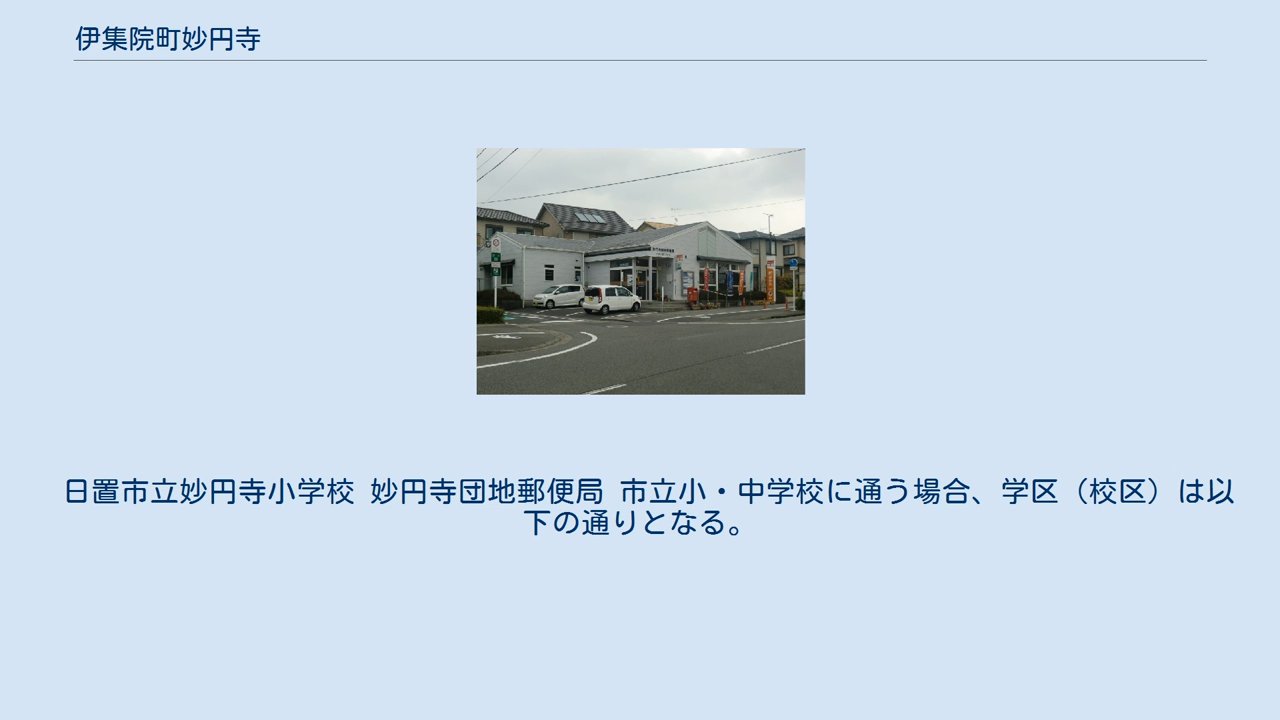 伊集院町妙円寺
日置市立妙円寺小学校 妙円寺団地郵便局 市立小・中学校に通う場合、学区（校区）は以
下の通りとなる。